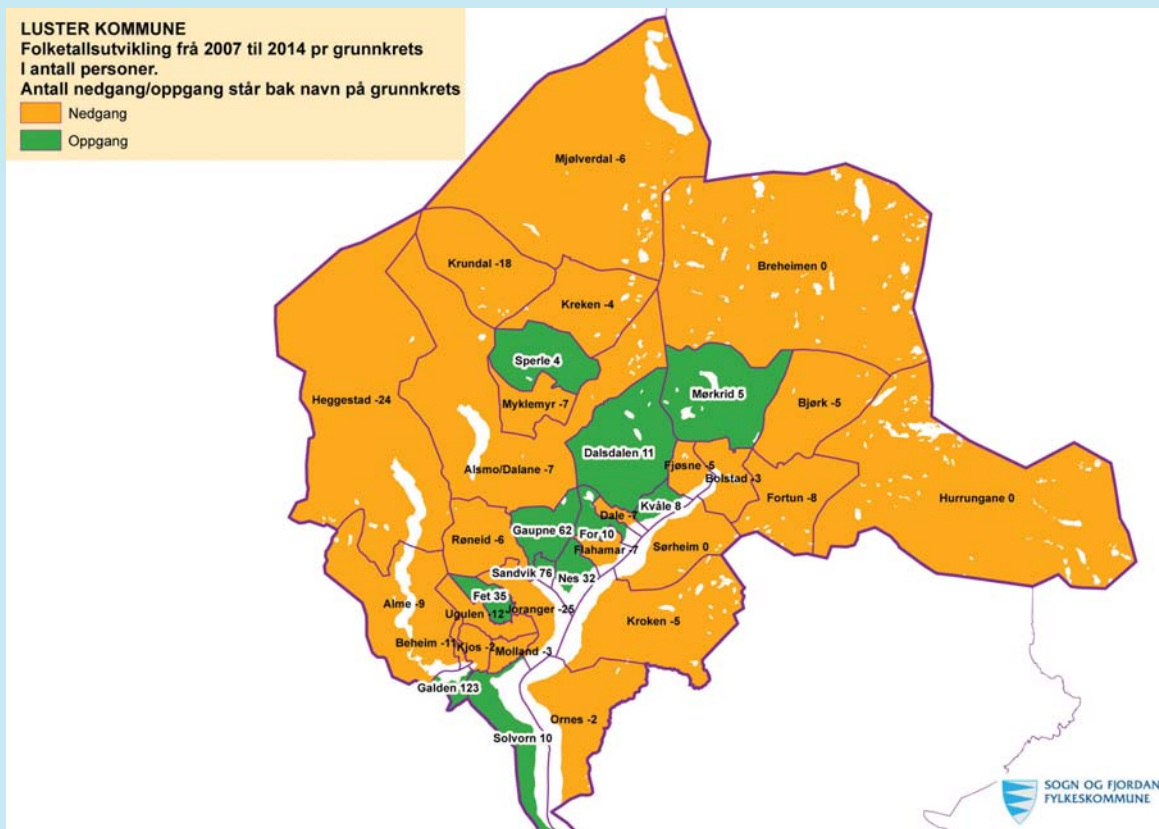 LUSTER KOMMUNE
Folketallsutvikling frå 2007 til 2014 pr grunnkrets
I antall personer.
Antall nedgang/oppgang står bak navn på grunnkrets
Nedgang
Oppgang
Mjølverdal -6
Krundal -18
Breheimen 0
Kreken -4
Sperle 4
Heggestad -24
Myklemyr -7
Mørkrid 5
Bjørk -5
Dalsdalen 11
Alsmo/Dalane -7
Fjøsne -5
Bolstad -3
Fortun -8
Hurrungane 0
Kvåle 8
Dale -7
Gaupne 62
For 10
Røneid -6
Flahamar -7
Sørheim 0
Sandvik 76
Nes 32
Fet 35
Alme -9
Ugulen -12
Joranger -25
Kroken -5
Beheim -11
Kjos -2
Molland -3
Galden 123
Ornes -2
Solvorn 10
SOGN OG FJORDAN
FYLKESKOMMUNE